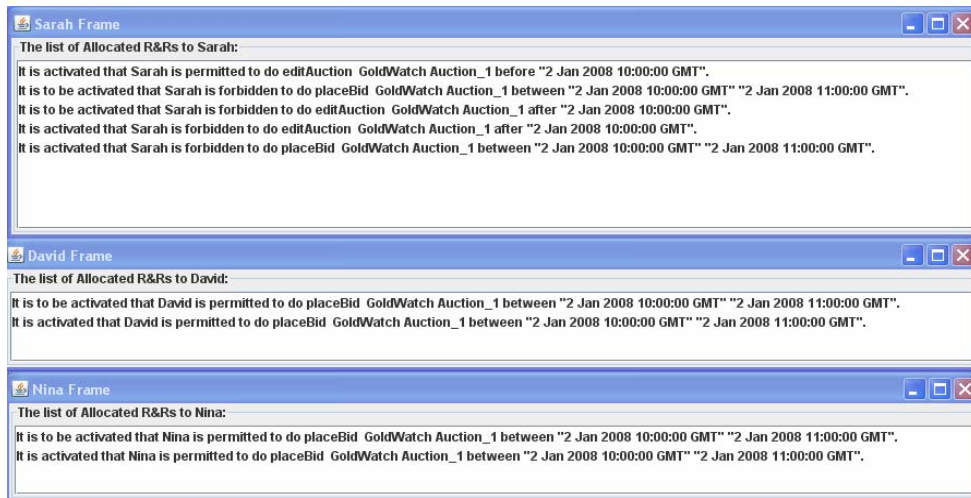 Sarah Frame
The list of Allocated R&Rs to Sarah:
It is activated that Sarah is permitted to do editAuction GoldWatch Auction_1 before "2 Jan 2008 10:00:00 GMT".
It is to be activated that Sarah is forbidden to do placeBid GoldWatch Auction_1 between "2 Jan 2008 10:00:00 GMT" "2 Jan 2008 11:00:00 GMT".
It is to be activated that Sarah is forbidden to do editAuction GoldWatch Auction_1 after "2 Jan 2008 10:00:00 GMT".
It is activated that Sarah is forbidden to do editAuction GoldWatch Auction_1 after "2 Jan 2008 10:00:00 GMT".
It is activated that Sarah is forbidden to do placeBid GoldWatch Auction_1 between "2 Jan 2008 10:00:00 GMT" "2 Jan 2008 11:00:00 GMT".
David Frame
The list of Allocated R&Rs to David:
It is to be activated that David is permitted to do placeBid GoldWatch Auction_1 between "2 Jan 2008 10:00:00 GMT" "2 Jan 2008 11:00:00 GMT".
It is activated that David is permitted to do placeBid GoldWatch Auction_1 between "2 Jan 2008 10:00:00 GMT" "2 Jan 2008 11:00:00 GMT".
Nina Frame
The list of Allocated R&Rs to Nina:
It is to be activated that Nina is permitted to do placeBid GoldWatch Auction_1 between "2 Jan 2008 10:00:00 GMT" "2 Jan 2008 11:00:00 GMT".
It is activated that Nina is permitted to do placeBid GoldWatch Auction_1 between "2 Jan 2008 10:00:00 GMT" "2 Jan 2008 11:00:00 GMT".